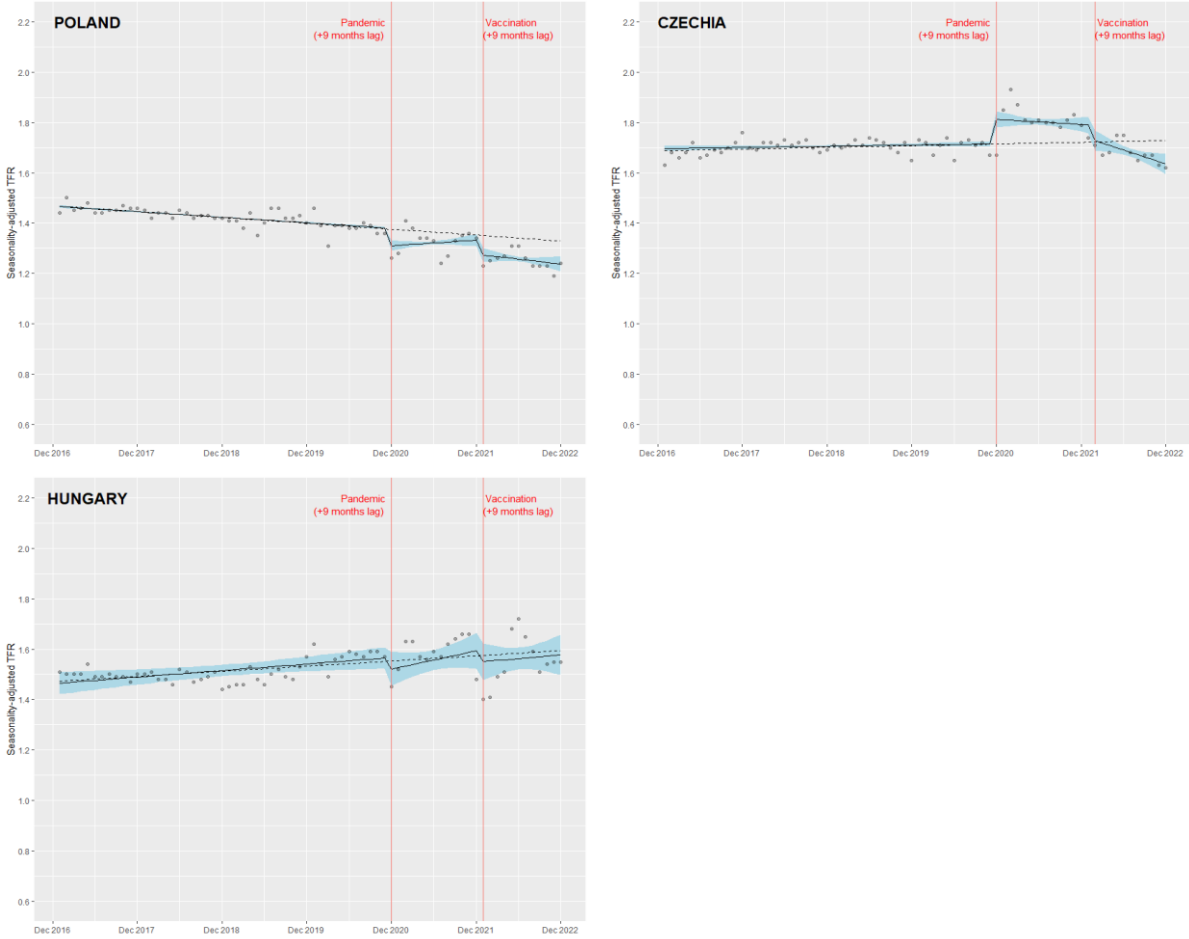 POLAND
Pandemic
(+9 months lag)
Vaccination
(+9 months lag)
Seasonality-adjusted TFR
2.2
2.0
1.8
1.6
1.4
1.2
1.0
0.8
0.6
Dec 2016
Dec 2017
Dec 2018
Dec 2019
Dec 2020
Dec 2021
Dec 2022
CZECHIA
Pandemic
(+9 months lag)
Vaccination
(+9 months lag)
Seasonality-adjusted TFR
2.2
2.0
1.8
1.6
1.4
1.2
1.0
0.8
0.6
Dec 2016
Dec 2017
Dec 2018
Dec 2019
Dec 2020
Dec 2021
Dec 2022
HUNGARY
Pandemic
(+9 months lag)
Vaccination
(+9 months lag)
Seasonality-adjusted TFR
2.2
2.0
1.8
1.6
1.4
1.2
1.0
0.8
0.6
Dec 2016
Dec 2017
Dec 2018
Dec 2019
Dec 2020
Dec 2021
Dec 2022